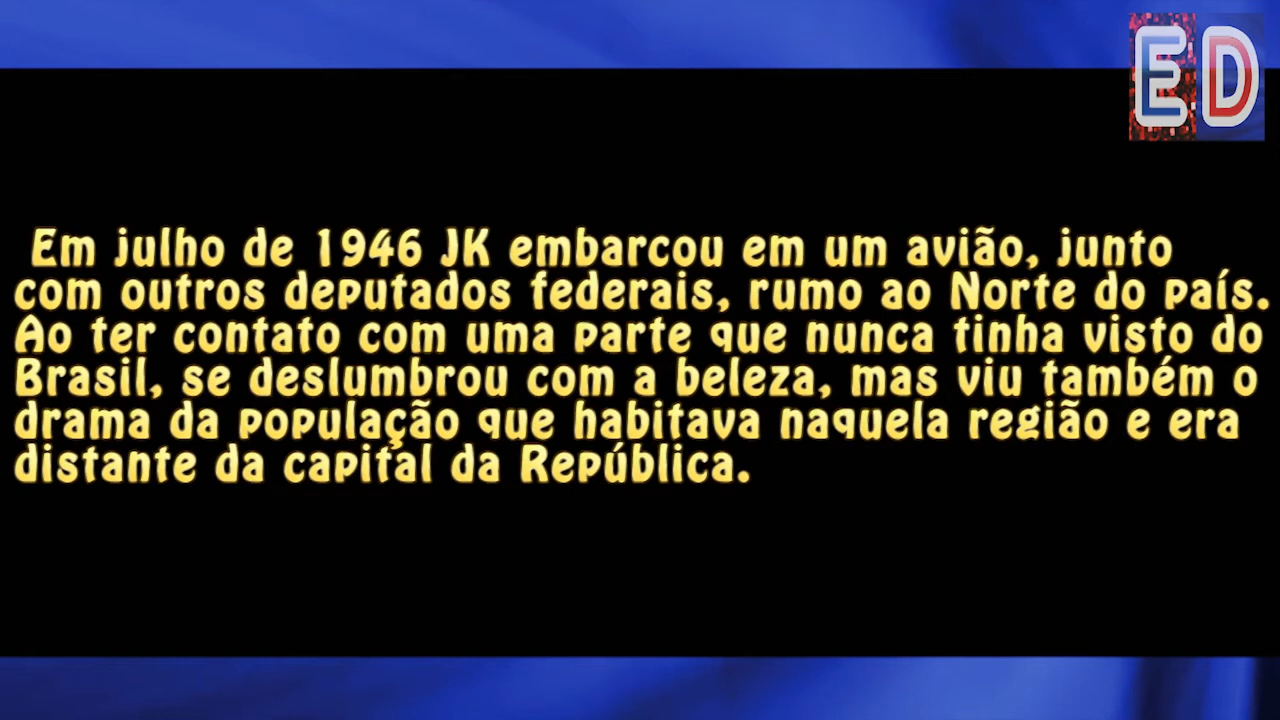 ED
Em julho de 1946 JK embarcou em um avião, junto
com outros deputados federais, rumo ao Norte do país.
Ao ter contato com uma parte que nunca tinha visto do
Brasil, se deslumbrou com a beleza, mas viu também o
drama da população que habitava naquela região e era
distante da capital da República.